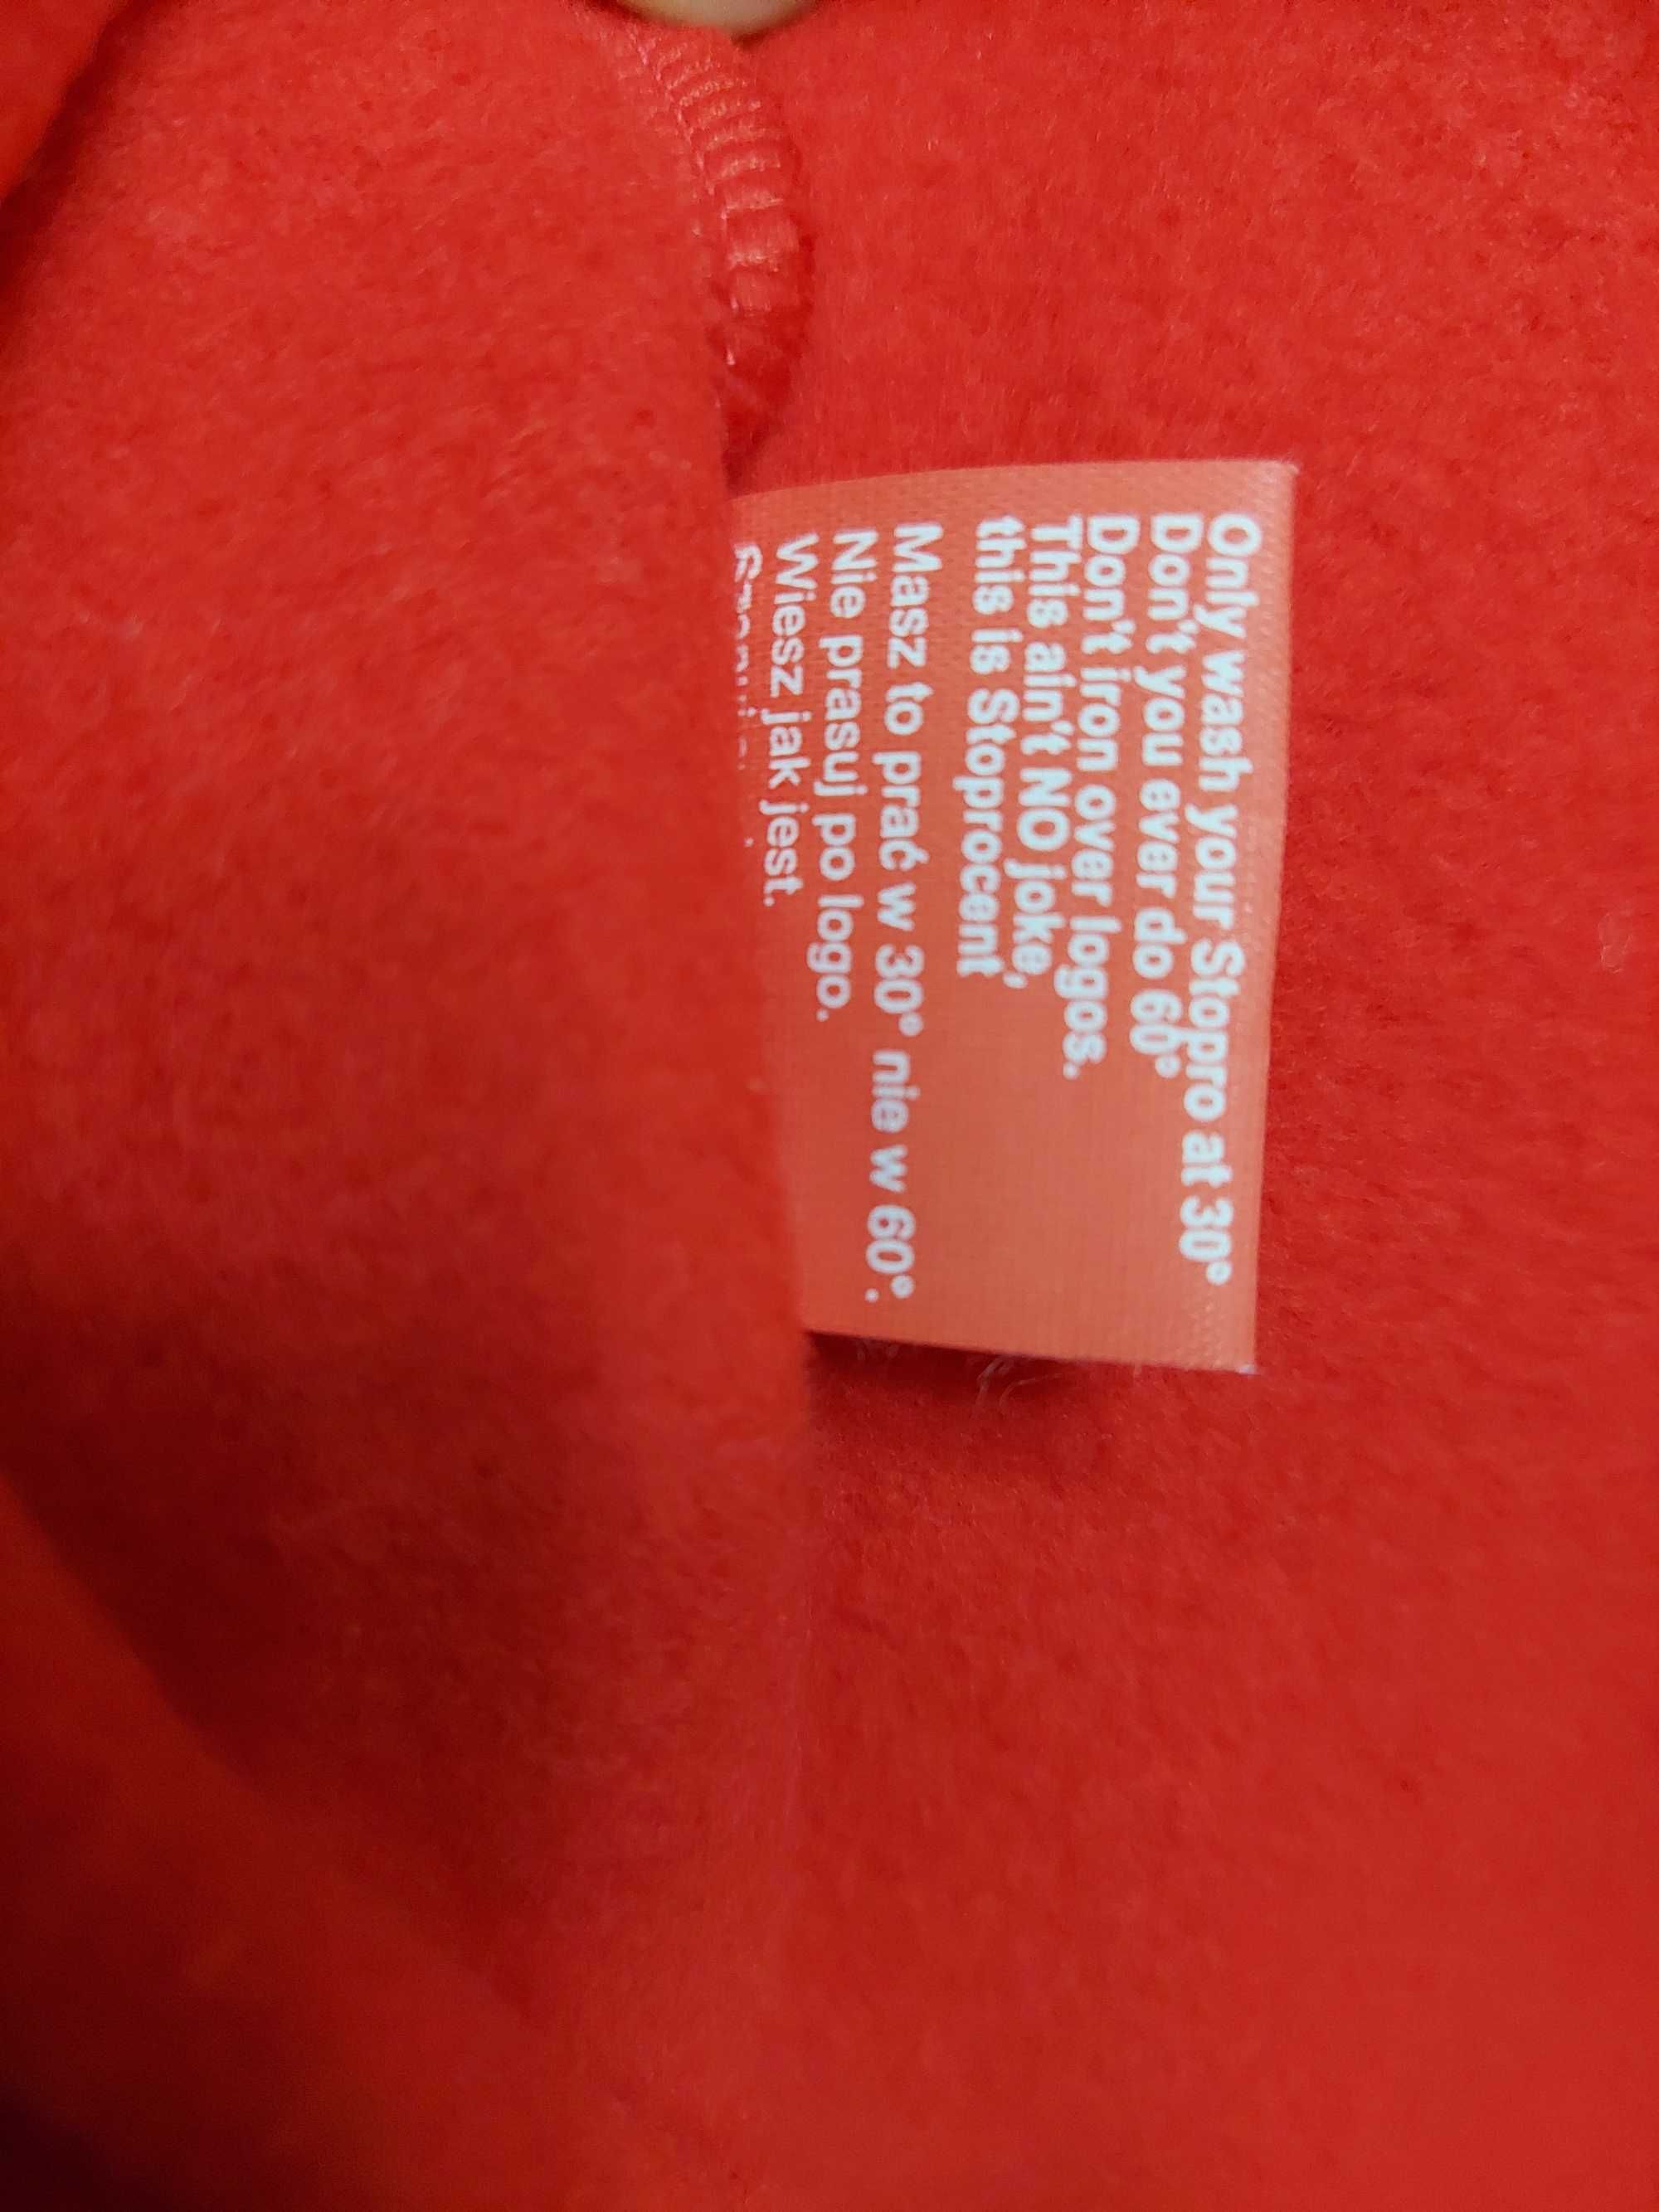 Only wash your Stopro at 30°
Don't you ever do 60°
Don't iron over logos.
This ain't NO joke,
this is Stoprocent
Masz to prać w 30° nie w 60°.
Nie prasuj po logo.
Wiesz jak jest.